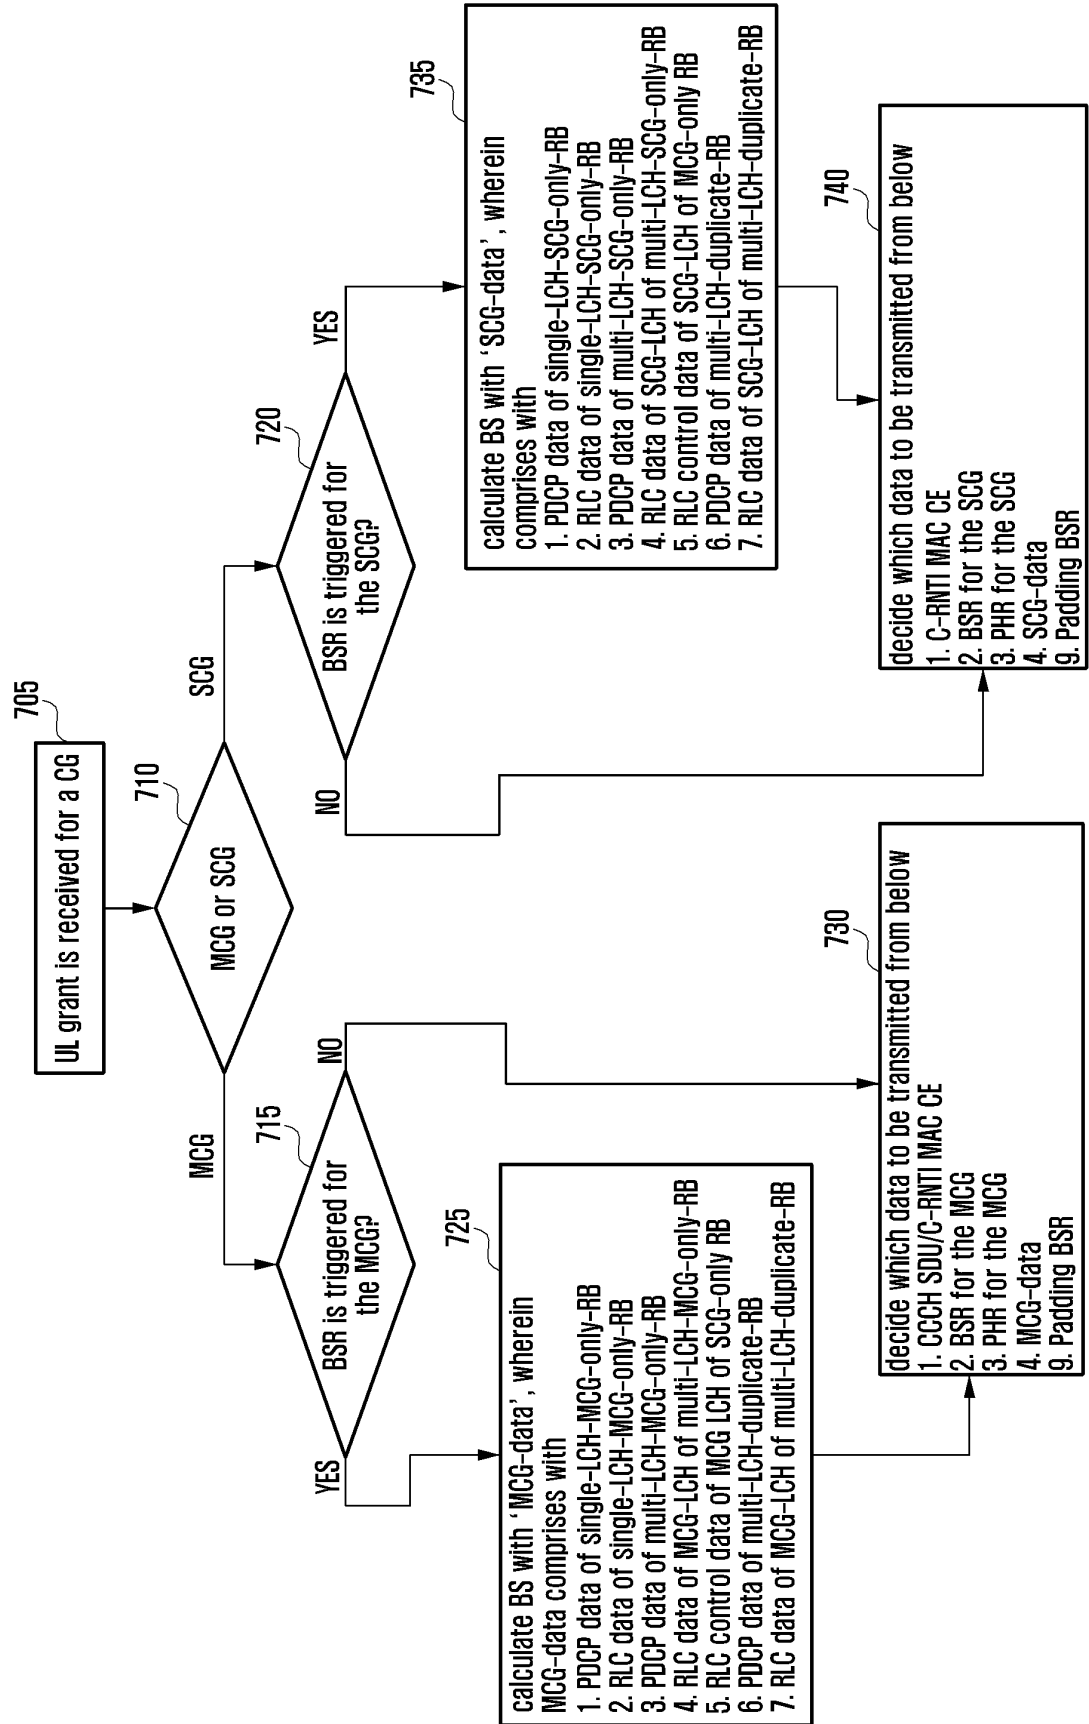 UL grant is received for a CG
705
MCG or SCG
710
MCG
SCG
BSR is triggered for
the MCG?
715
YES
NO
BSR is triggered for
the SCG?
720
NO
YES
calculate BS with 'MCG-data', wherein
MCG-data comprises with
1. PDCP data of single-LCH-MCG-only-RB
2. RLC data of single-LCH-MCG-only-RB
3. PDCP data of multi-LCH-MCG-only-RB
4. RLC data of MCG-LCH of multi-LCH-MCG-only-RB
5. RLC control data of MCG LCH of SCG-only RB
6. PDCP data of multi-LCH-duplicate-RB
7. RLC data of MCG-LCH of multi-LCH-duplicate-RB
725
calculate BS with 'SCG-data', wherein
comprises with
1. PDCP data of single-LCH-SCG-only-RB
2. RLC data of single-LCH-SCG-only-RB
3. PDCP data of multi-LCH-SCG-only-RB
4. RLC data of SCG-LCH of multi-LCH-SCG-only-RB
5. RLC control data of SCG-LCH of MCG-only RB
6. PDCP data of multi-LCH-duplicate-RB
7. RLC data of SCG-LCH of multi-LCH-duplicate-RB
735
decide which data to be transmitted from below
1. CCCH SDU/C-RNTI MAC CE
2. BSR for the MCG
3. PHR for the MCG
4. MCG-data
9. Padding BSR
730
decide which data to be transmitted from below
1. C-RNTI MAC CE
2. BSR for the SCG
3. PHR for the SCG
4. SCG-data
9. Padding BSR
740